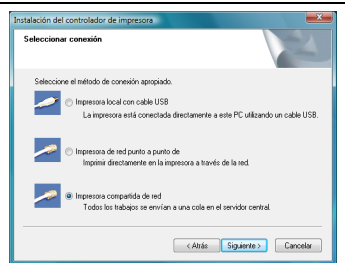 Instalación del controlador de impresora
Seleccionar conexión
Seleccione el método de conexión apropiado.
Impresora local con cable USB
La impresora está conectada directamente a este PC utilizando un cable USB.
Impresora de red punto a punto de
Imprimir directamente en la impresora a través de la red.
Impresora compartida de red
Todos los trabajos se envían a una cola en el servidor central.
< Atrás Siguiente > Cancelar